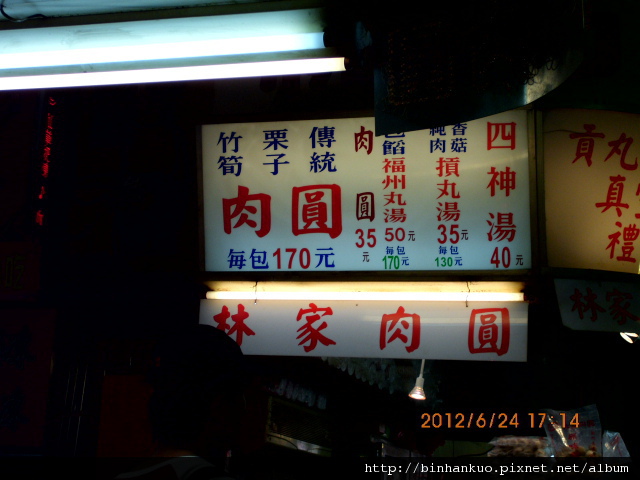 傳統 栗子 竹筍
肉圓
每包170元
肉圓
35元
包餡福州丸湯
50元
每包170元
香菇 純肉
摃丸湯
35元
每包130元
四神湯
40元
林家肉圓
貢丸
真
禮
林家
2012/6/24 17:14
http://binhankuo.pixnet.net/album